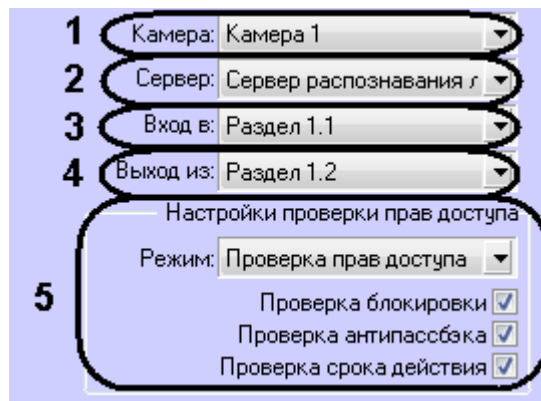 1 Камера: Камера 1
2 Сервер: Сервер распознавания
3 Вход в: Раздел 1.1
4 Выход из: Раздел 1.2
Настройки проверки прав доступа
Режим: Проверка прав доступа
5 Проверка блокировки
Проверка антипассбэка
Проверка срока действия